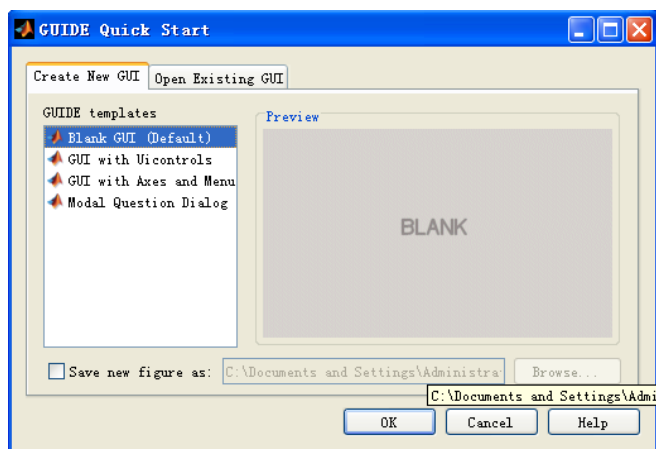 GUIDE Quick Start
Create New GUI
Open Existing GUI
GUIDE templates
Blank GUI (Default)
GUI with Uicontrols
GUI with Axes and Menu
Modal Question Dialog
Preview
BLANK
Save new figure as:
C:\Documents and Settings\Administra
Browse...
C:\Documents and Settings\Admi
OK
Cancel
Help